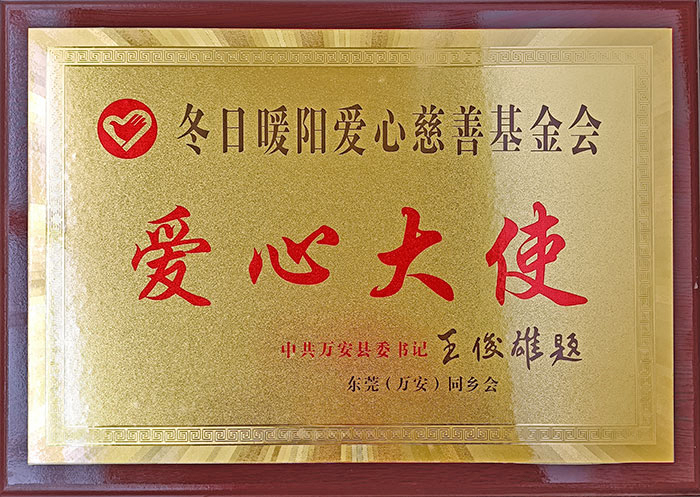 冬日暖阳爱心慈善基金会
爱心大使
中共万安县委书记 王俊雄题
东莞(万安)同乡会